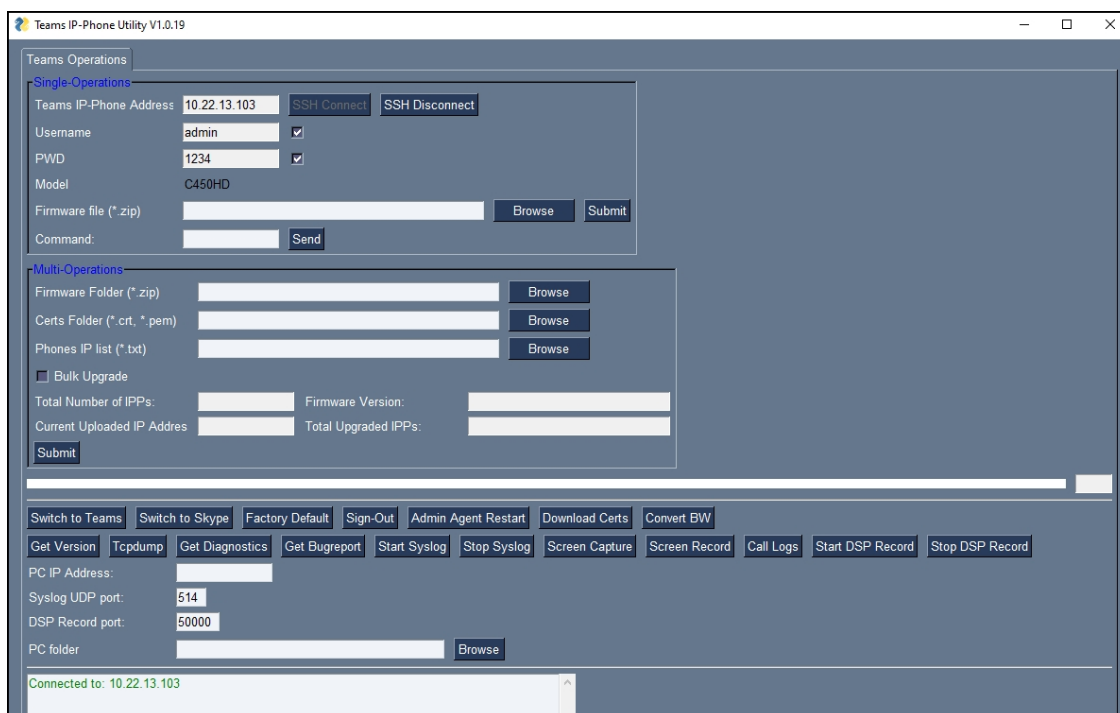 Teams IP-Phone Utility V1.0.19
Teams Operations
Single-Operations
Teams IP-Phone Address 10.22.13.103 SSH Connect SSH Disconnect
Username admin
PWD 1234
Model C450HD
Firmware file (*.zip) Browse Submit
Command: Send
Multi-Operations
Firmware Folder (*.zip) Browse
Certs Folder (*.crt, *.pem) Browse
Phones IP list (*.txt) Browse
Bulk Upgrade
Total Number of IPPs: Firmware Version:
Current Uploaded IP Addres Total Upgraded IPPs:
Submit
Switch to Teams Switch to Skype Factory Default Sign-Out Admin Agent Restart Download Certs Convert BW
Get Version Tcpdump Get Diagnostics Get Bugreport Start Syslog Stop Syslog Screen Capture Screen Record Call Logs Start DSP Record Stop DSP Record
PC IP Address:
Syslog UDP port: 514
DSP Record port: 50000
PC folder Browse
Connected to: 10.22.13.103